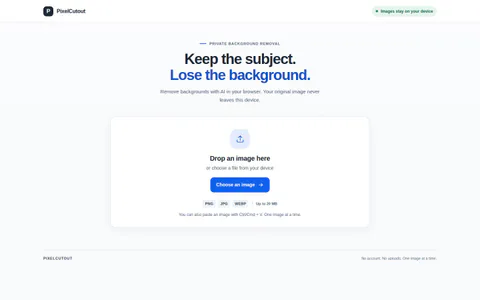 P PixelCutout
Images stay on your device
PRIVATE BACKGROUND REMOVAL
Keep the subject.
Lose the background.
Remove backgrounds with AI in your browser. Your original image never
leaves this device.
Drop an image here
or choose a file from your device
Choose an image →
PNG JPG WEBP Up to 20 MB
You can also paste an image with Ctrl/Cmd + V. One image at a time.
PIXELCUTOUT
No account. No uploads. One image at a time.